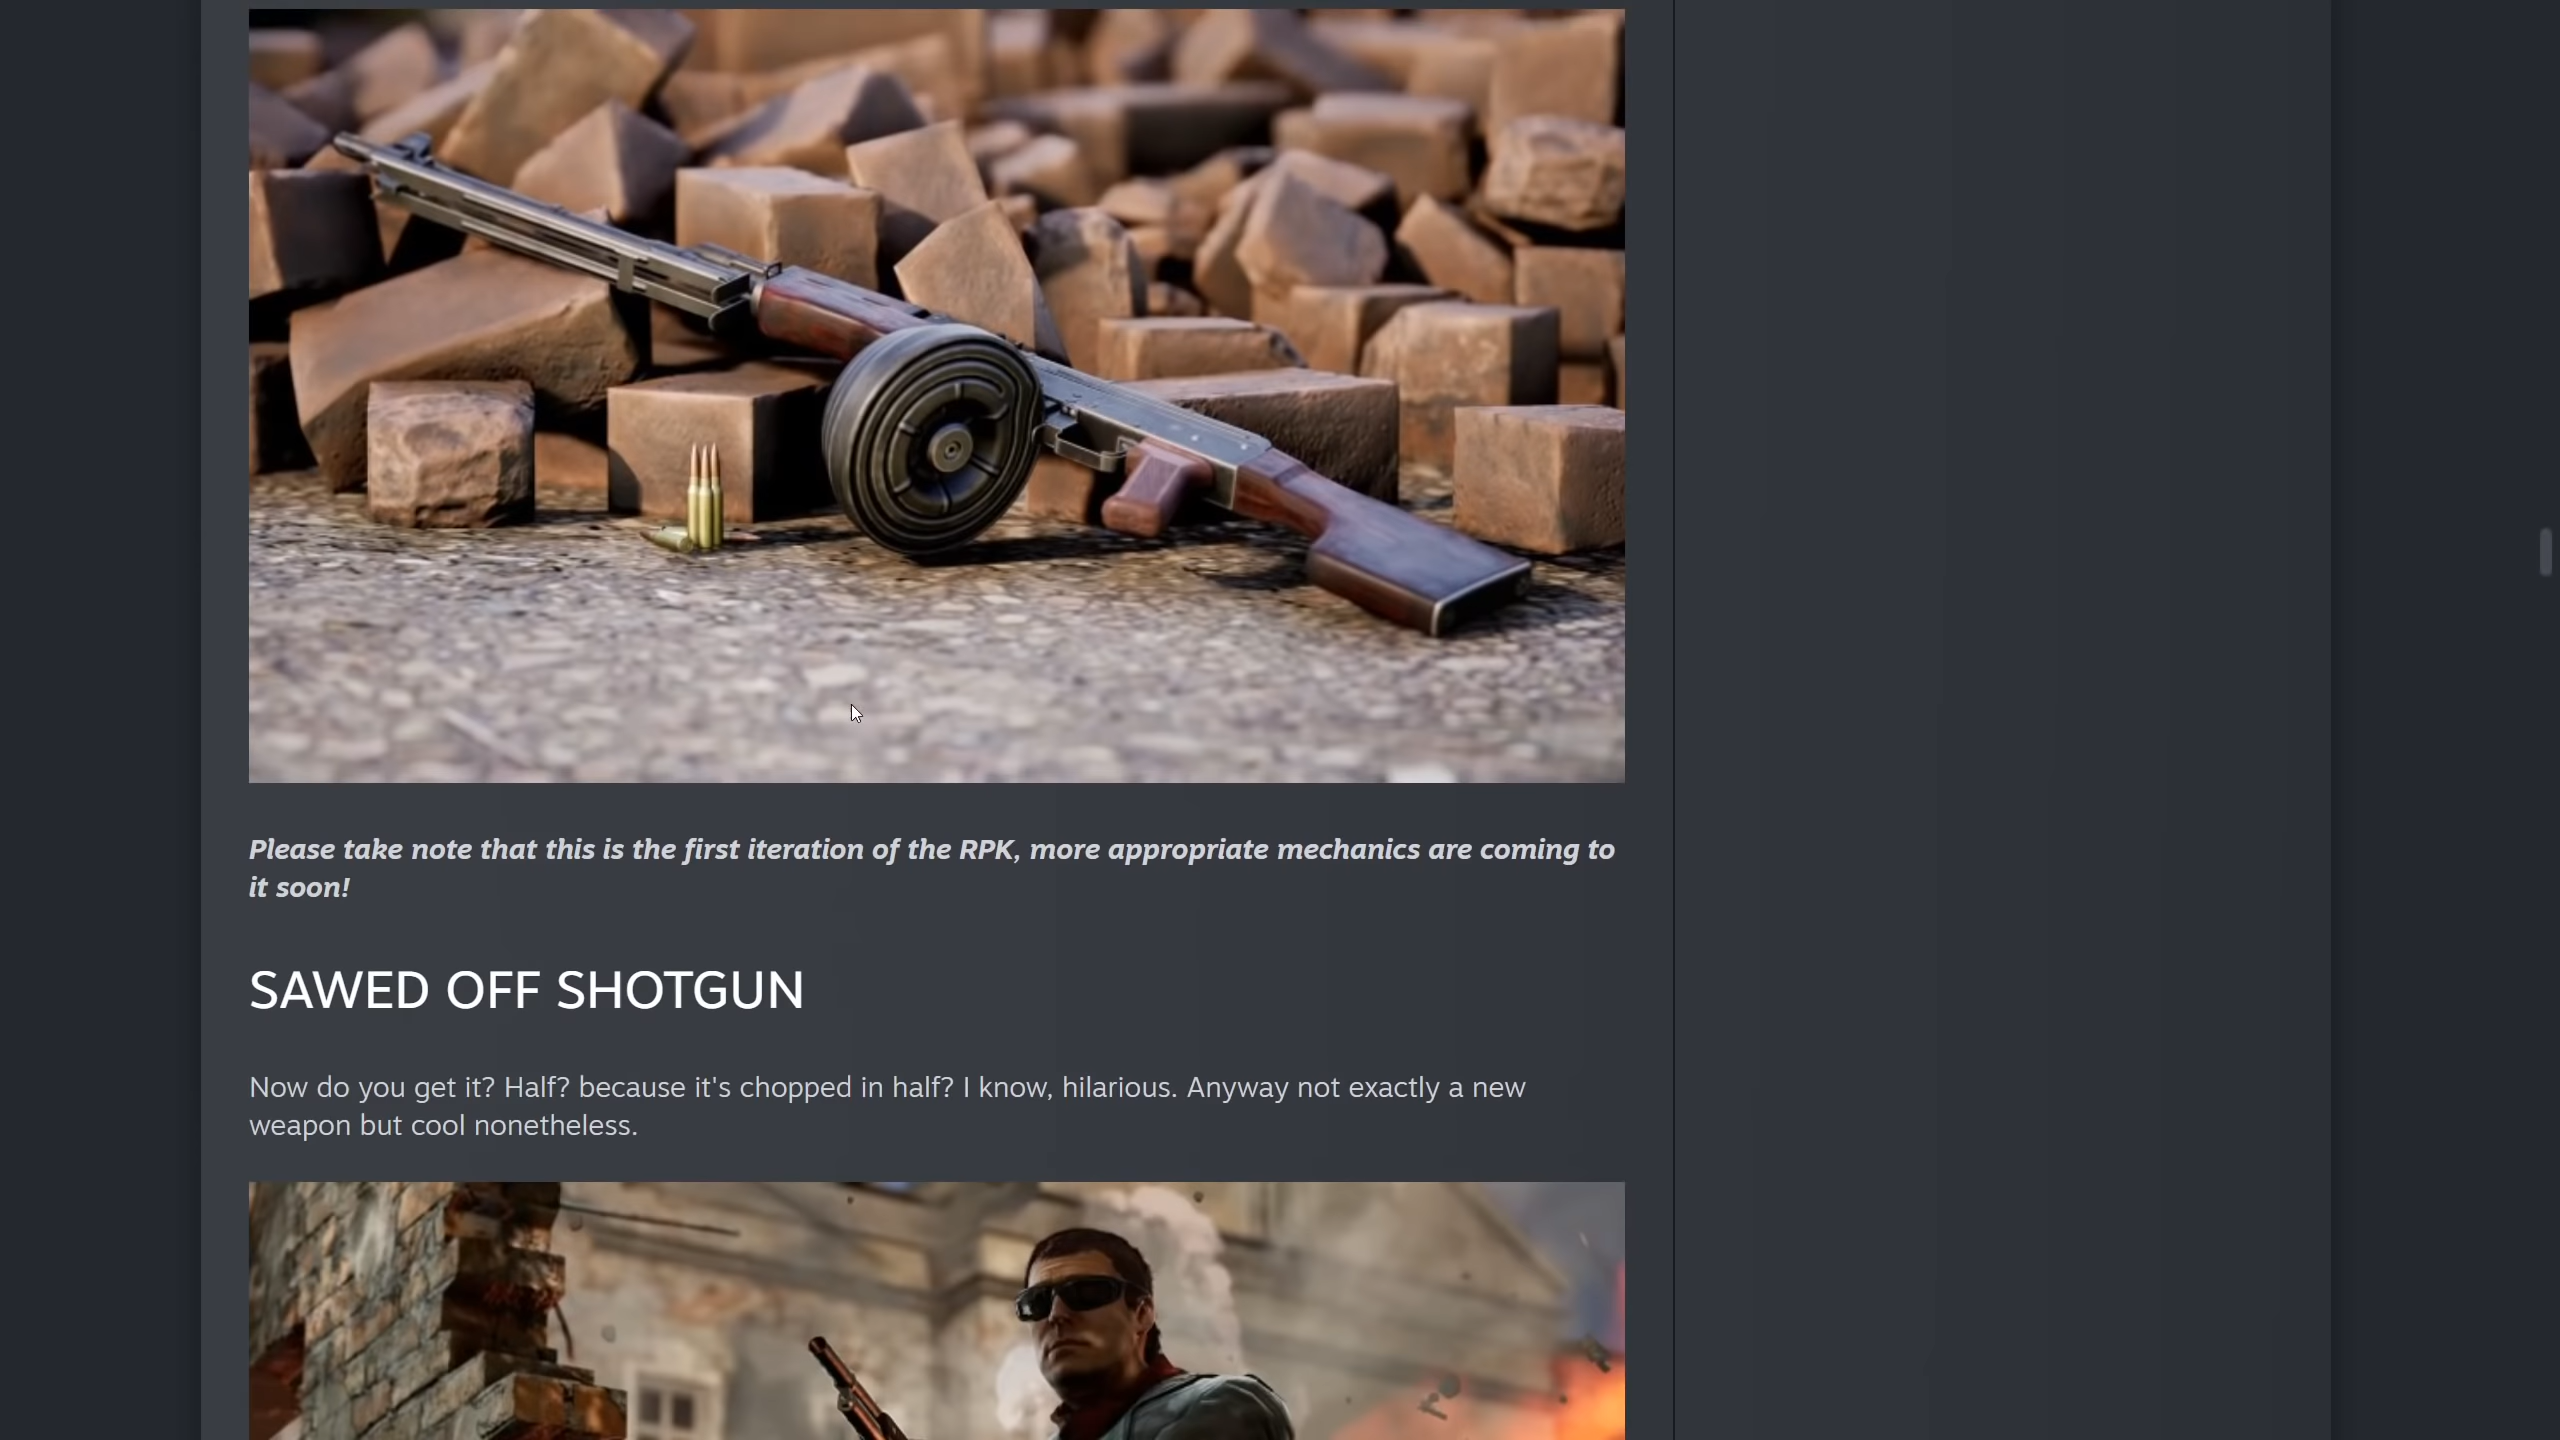 Please take note that this is the first iteration of the RPK, more appropriate mechanics are coming to
it soon!
SAWED OFF SHOTGUN
Now do you get it? Half? because it's chopped in half? I know, hilarious. Anyway not exactly a new
weapon but cool nonetheless.